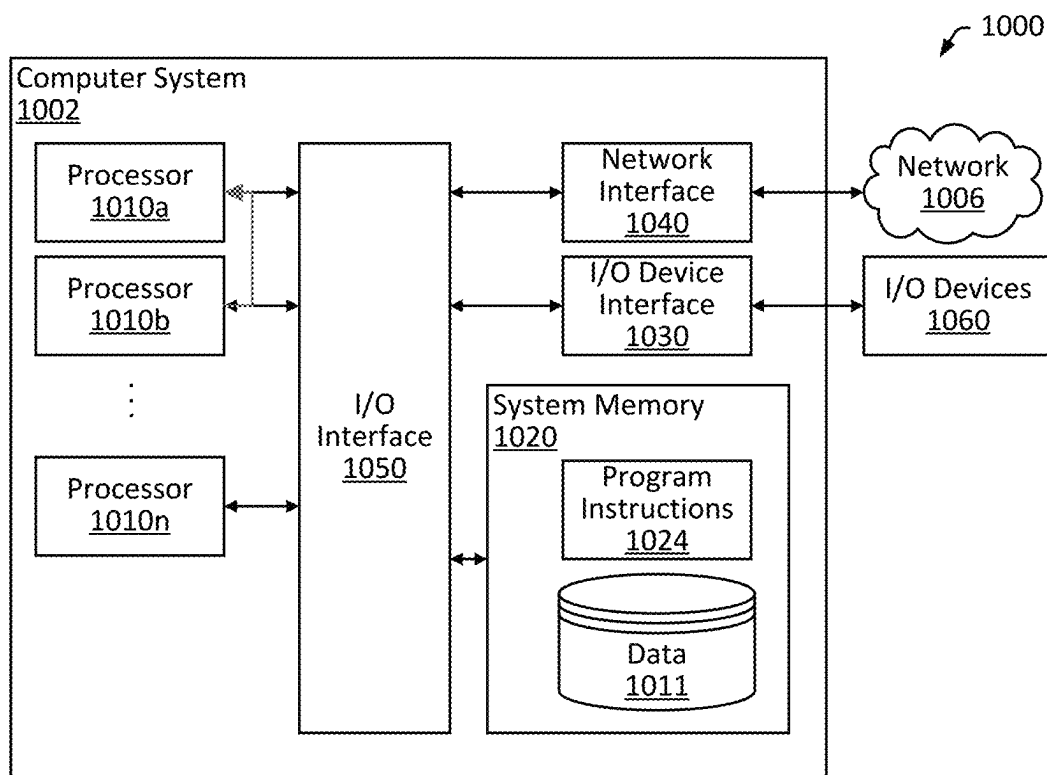 1000
Computer System
1002
Processor
1010a
Processor
1010b
Processor
1010n
I/O
Interface
1050
Network
Interface
1040
I/O Device
Interface
1030
System Memory
1020
Program
Instructions
1024
Data
1011
Network
1006
I/O Devices
1060